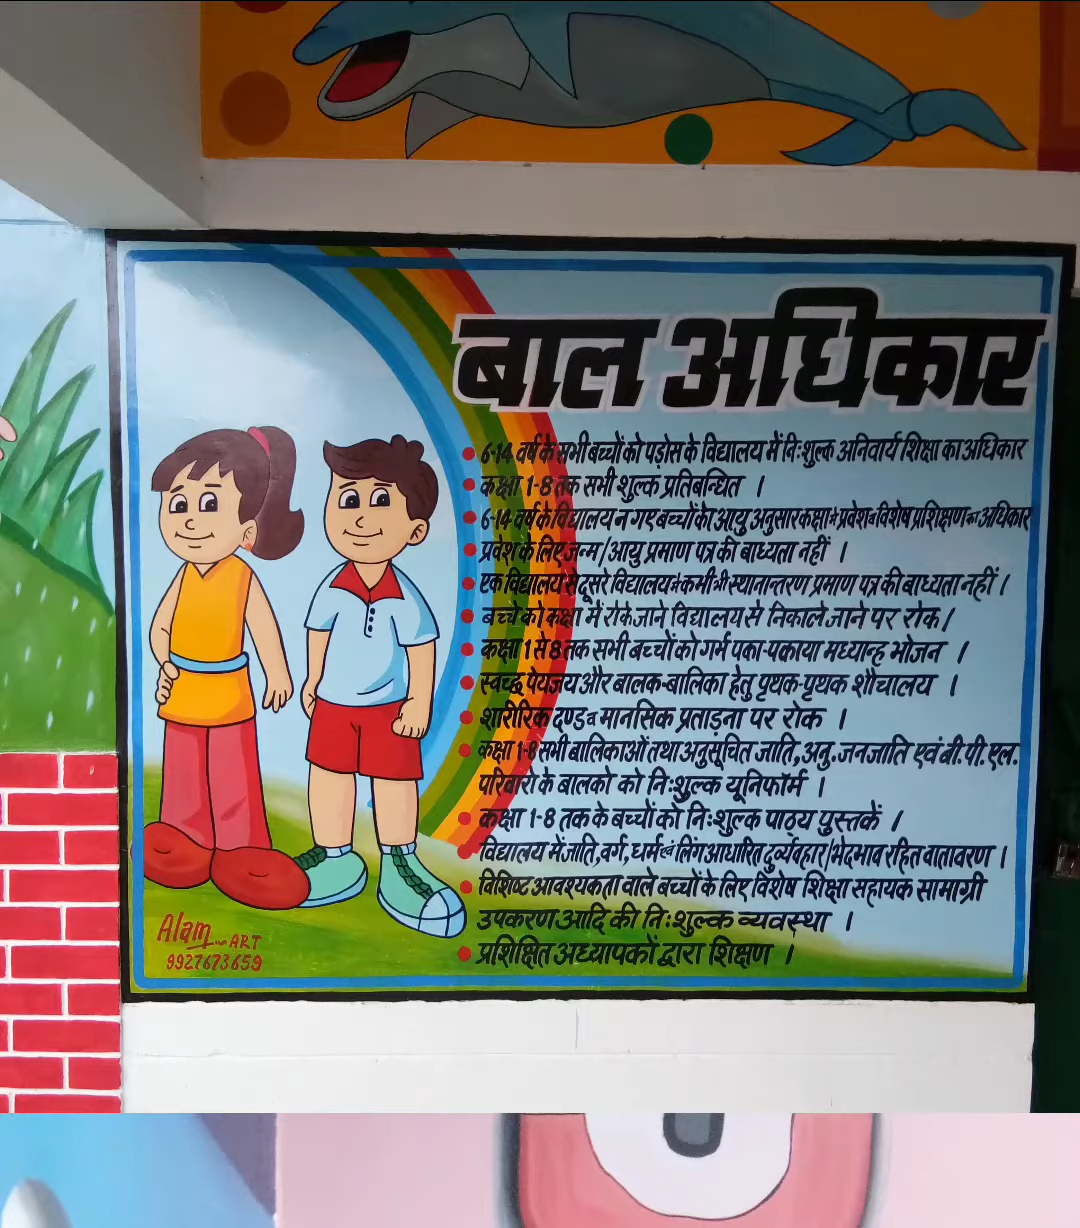 बाल अधिकार
6-14 वर्ष के सभी बच्चों को पड़ोस के विद्यालय में नि:शुल्क अनिवार्य शिक्षा का अधिकार
कक्षा 1-8 तक सभी शुल्क प्रतिबन्धित ।
6-14 वर्ष के विद्यालय न गए बच्चों को आयु अनुसार कक्षा में प्रवेश व विशेष प्रशिक्षण का अधिकार
प्रवेश के लिए जन्म/आयु प्रमाण पत्र की बाध्यता नहीं ।
एक विद्यालय से दूसरे विद्यालय में कभी भी स्थातान्तरण प्रमाण पत्र की बाध्यता नहीं ।
बच्चे को कक्षा में रोके जाने विद्यालय से निकाले जाने पर रोक ।
कक्षा 1 से 8 तक सभी बच्चों को गर्म पका-पकाया मध्यान्ह भोजन ।
स्वच्छ पेयजय और बालक-बालिका हेतु पृथक-पृथक शौचालय ।
शारीरिक दण्ड व मानसिक प्रताड़ना पर रोक ।
कक्षा 1-8 सभी बालिकाओं तथा अनुसूचित जाति, अनु. जनजाति एवं बी.पी.एल.
परिवारो के बालको को नि:शुल्क यूनिफॉर्म ।
कक्षा 1-8 तक के बच्चों को नि:शुल्क पाठ्य पुस्तकें ।
विद्यालय में जाति, वर्ग, धर्म एवं लिंग आधारित दुर्व्यवहार/भेदभाव रहित वातावरण ।
विशिष्ट आवश्यकता वाले बच्चों के लिए विशेष शिक्षा सहायक सामाग्री
उपकरण आदि की नि:शुल्क व्यवस्था ।
प्रशिक्षित अध्यापकों द्वारा शिक्षण ।
Alam ART
9927673659